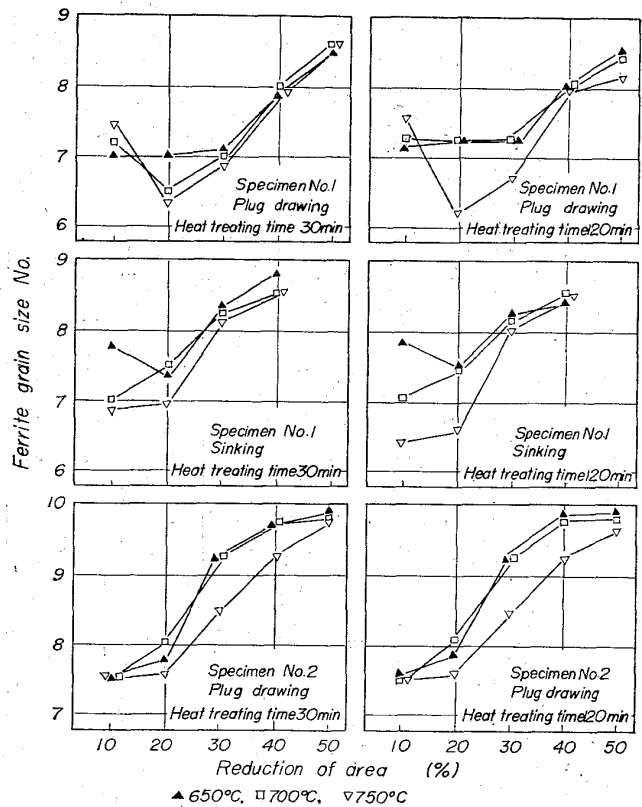 Ferrite grain size No.
9
8
7
6
Specimen No.1
Plug drawing
Heat treating time 30min
Specimen No.1
Plug drawing
Heat treating time120min
9
8
7
6
Specimen No.1
Sinking
Heat treating time30min
Specimen No.1
Sinking
Heat treating time120min
10
9
8
7
Specimen No.2
Plug drawing
Heat treating time30min
Specimen No.2
Plug drawing
Heat treating time120min
10 20 30 40 50
10 20 30 40 50
Reduction of area (%)
▲ 650°C, □ 700°C, ▽ 750°C